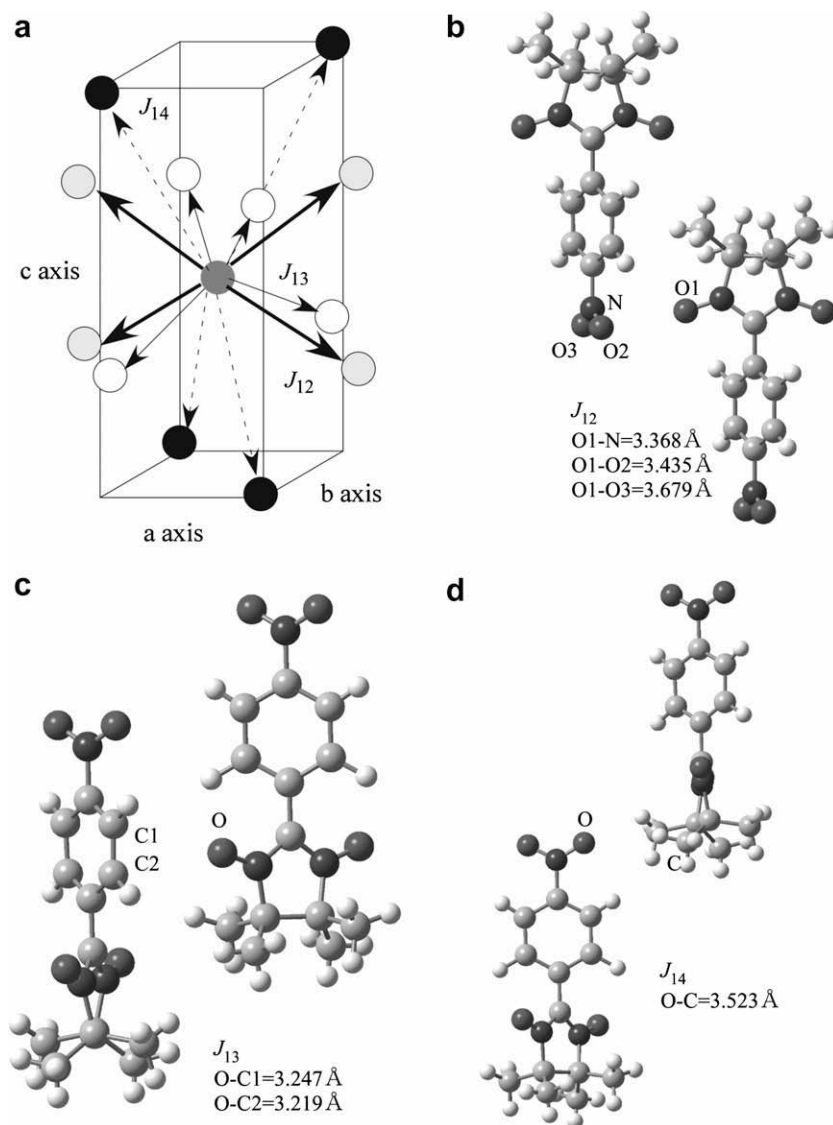 a
J14
c axis
J13
J12
b axis
a axis
b
O1
N
O3
O2
J12
O1-N=3.368 Å
O1-O2=3.435 Å
O1-O3=3.679 Å
c
C1
C2
O
J13
O-C1=3.247 Å
O-C2=3.219 Å
d
O
C
J14
O-C=3.523 Å